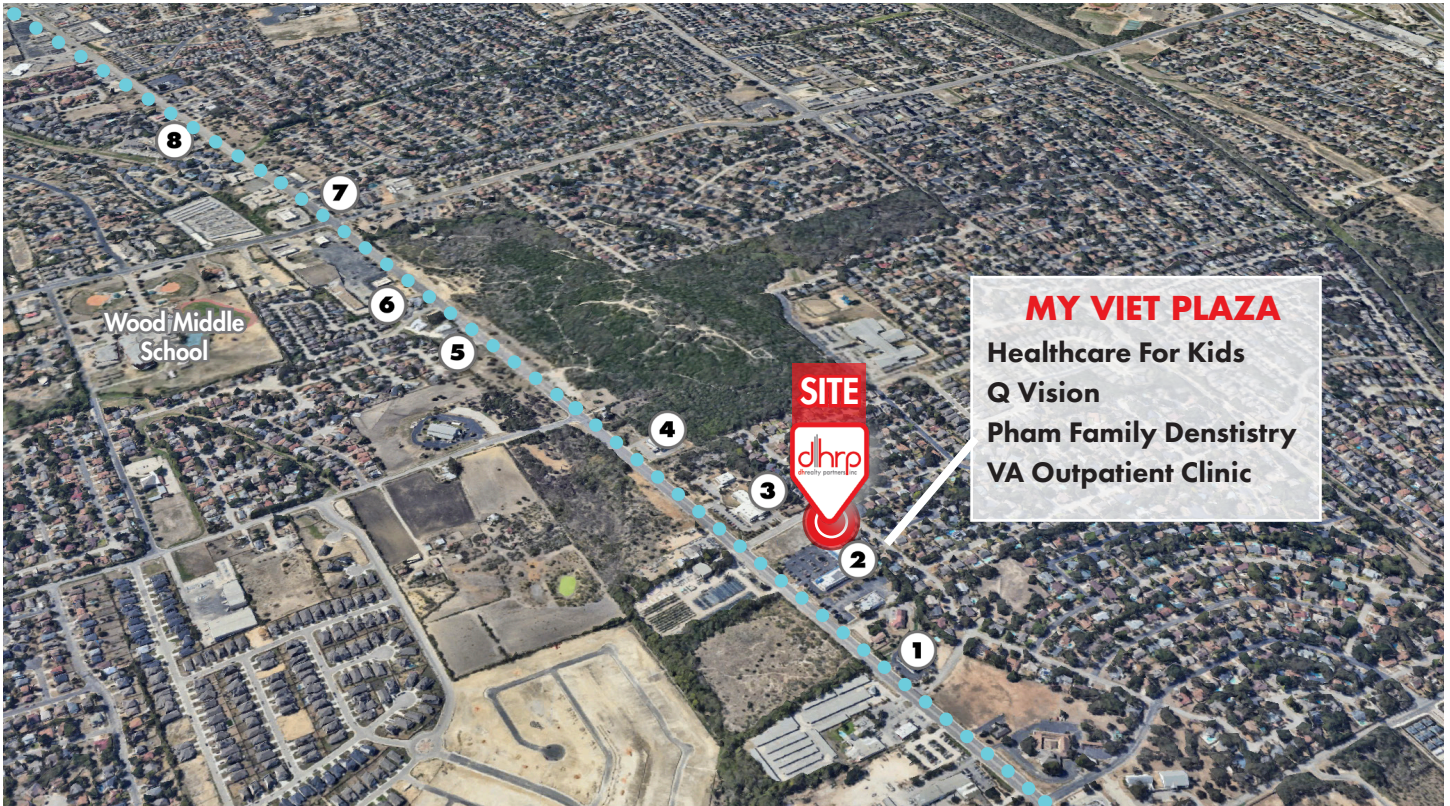 8
7
Wood Middle
School
6
5
4
3
SITE
dhrp
dhrealty partners, inc
2
1
MY VIET PLAZA
Healthcare For Kids
Q Vision
Pham Family Denstistry
VA Outpatient Clinic